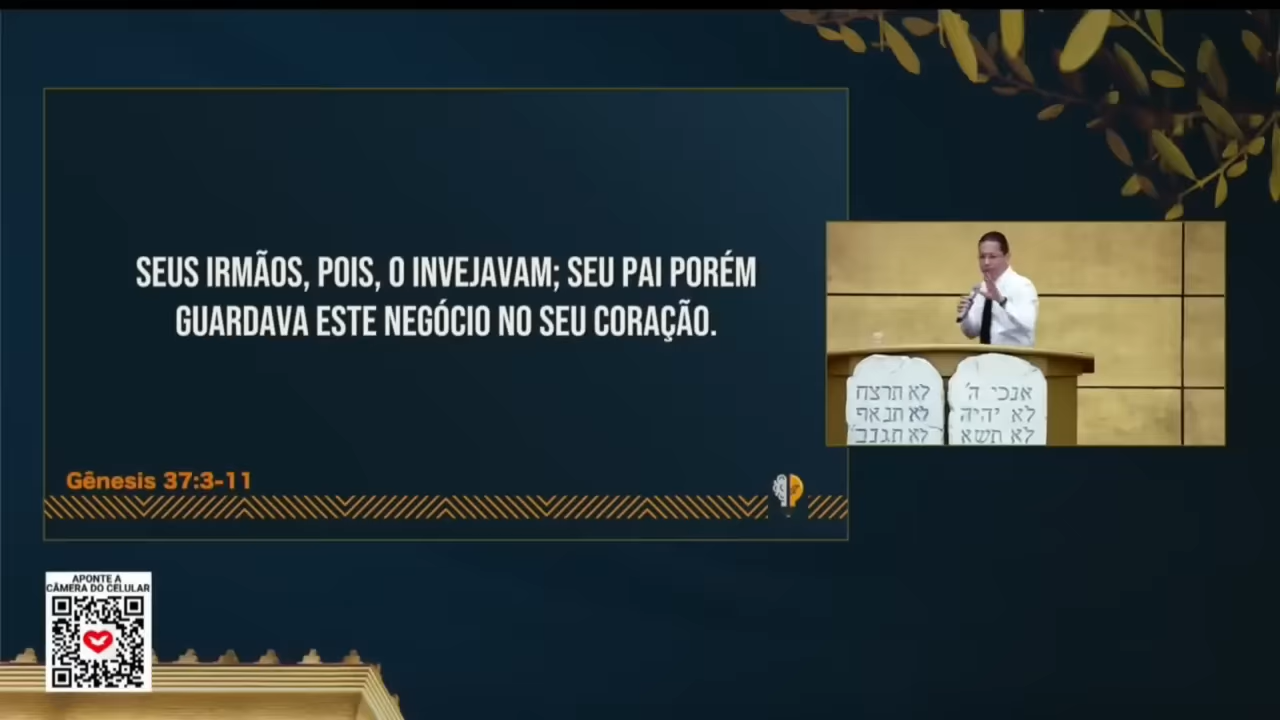 SEUS IRMÃOS, POIS, O INVEJAVAM; SEU PAI PORÉM
GUARDAVA ESTE NEGÓCIO NO SEU CORAÇÃO.
Gênesis 37:3-11
אנכי ה'
לא יהיה
לא תשא
לא תרצח
לא תנאף
לא תגנב
APONTE A
CÂMERA DO CELULAR